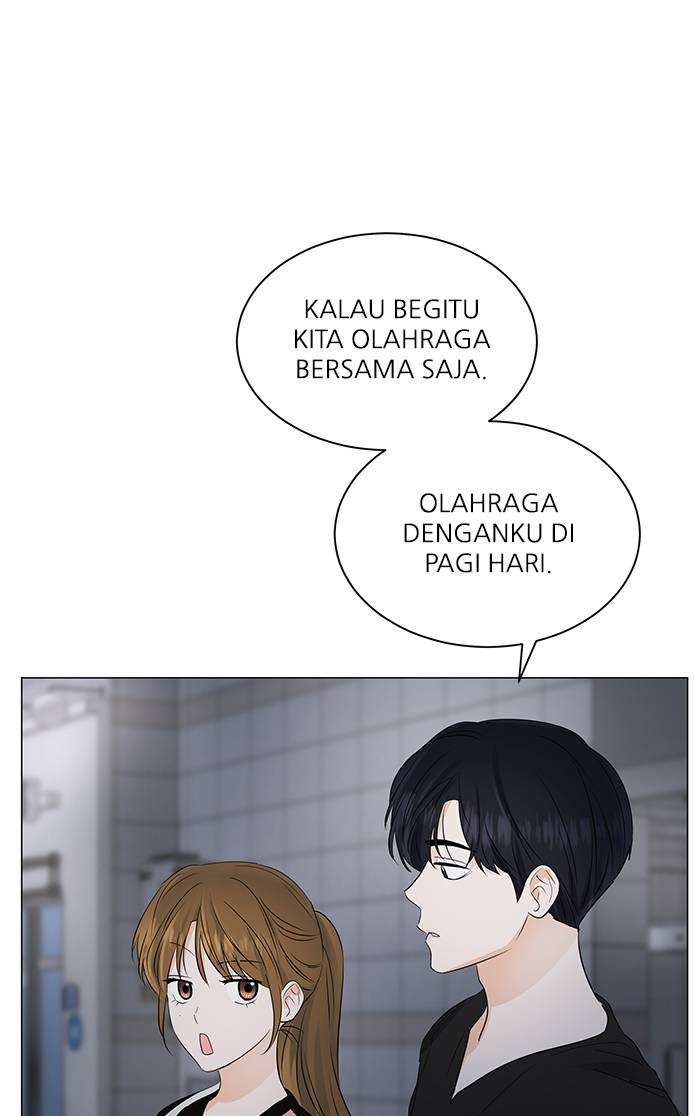 KALAU BEGITU
KITA OLAHRAGA
BERSAMA SAJA.
OLAHRAGA
DENGANKU DI
PAGI HARI.